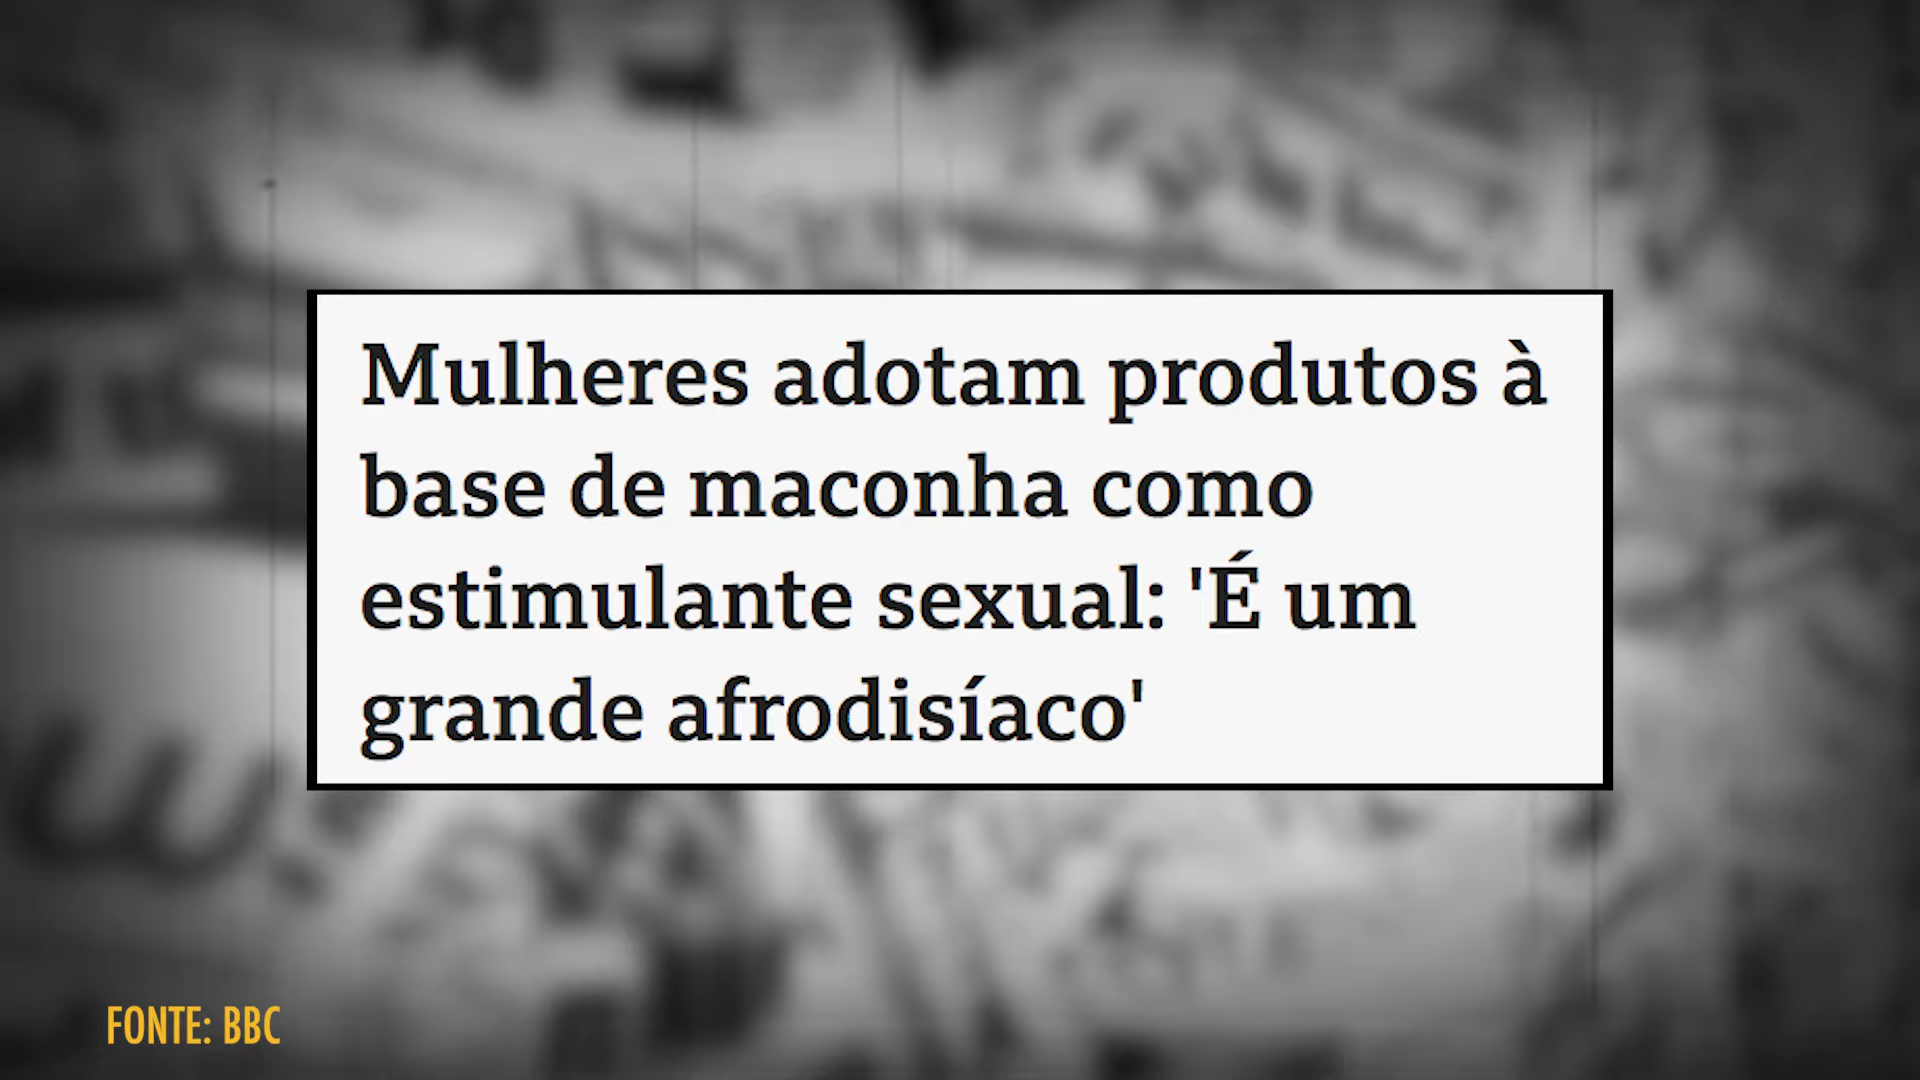 Mulheres adotam produtos à
base de maconha como
estimulante sexual: 'É um
grande afrodisíaco'
FONTE: BBC